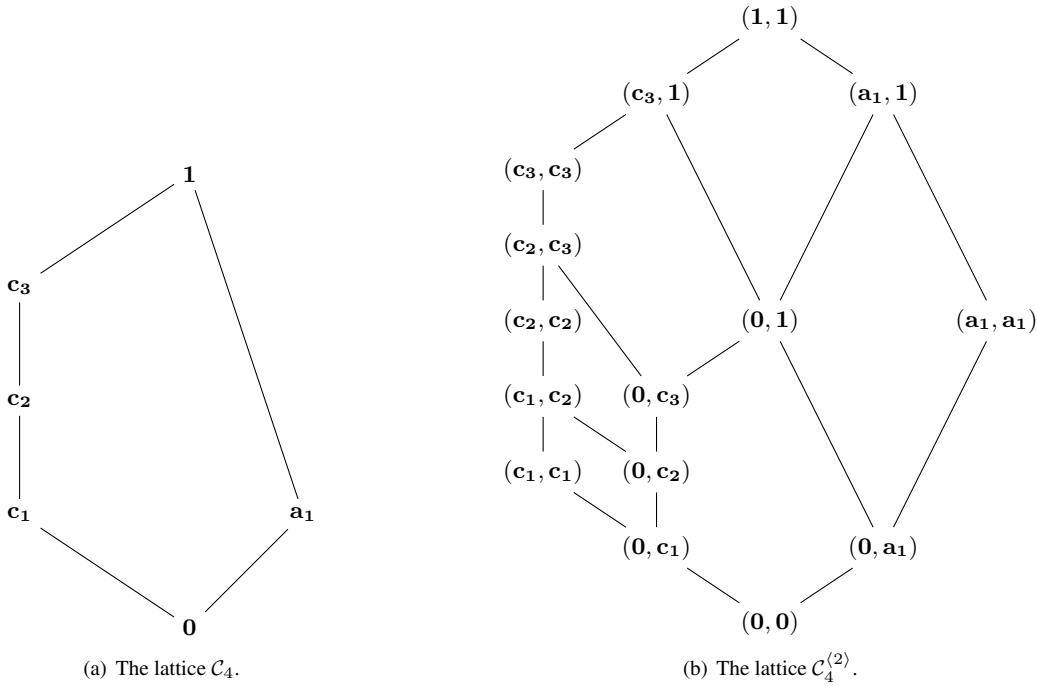 1
c₃
c₂
c₁
a₁
0
(a) The lattice 𝒞₄.
(1, 1)
(c₃, 1)
(a₁, 1)
(c₃, c₃)
(c₂, c₃)
(c₂, c₂)
(0, 1)
(a₁, a₁)
(c₁, c₂)
(0, c₃)
(c₁, c₁)
(0, c₂)
(0, c₁)
(0, a₁)
(0, 0)
(b) The lattice 𝒞₄⟨²⟩.